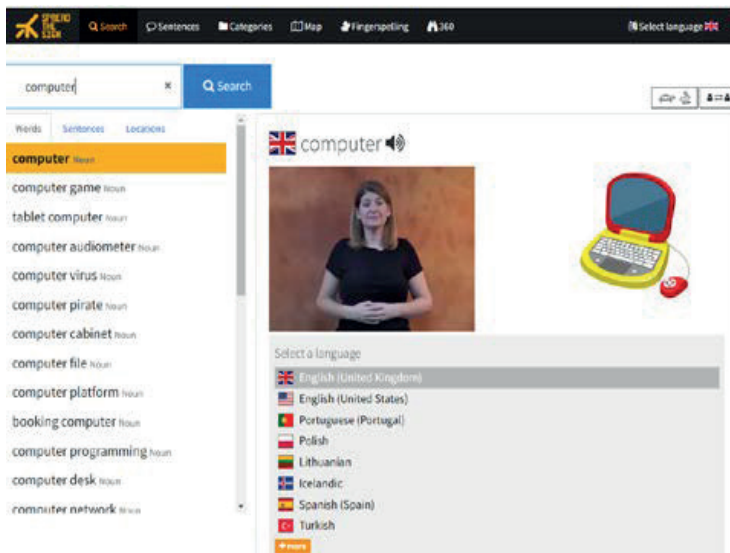 SPREAD THE SIGN
Search
Sentences
Categories
Map
Fingerspelling
360
Select language
computer
×
Search
Words Sentences Locations
computer Noun
computer game Noun
tablet computer Noun
computer audiometer Noun
computer virus Noun
computer pirate Noun
computer cabinet Noun
computer file Noun
computer platform Noun
booking computer Noun
computer programming Noun
computer desk Noun
computer network Noun
computer
Select a language
English (United Kingdom)
English (United States)
Portuguese (Portugal)
Polish
Lithuanian
Icelandic
Spanish (Spain)
Turkish
+more